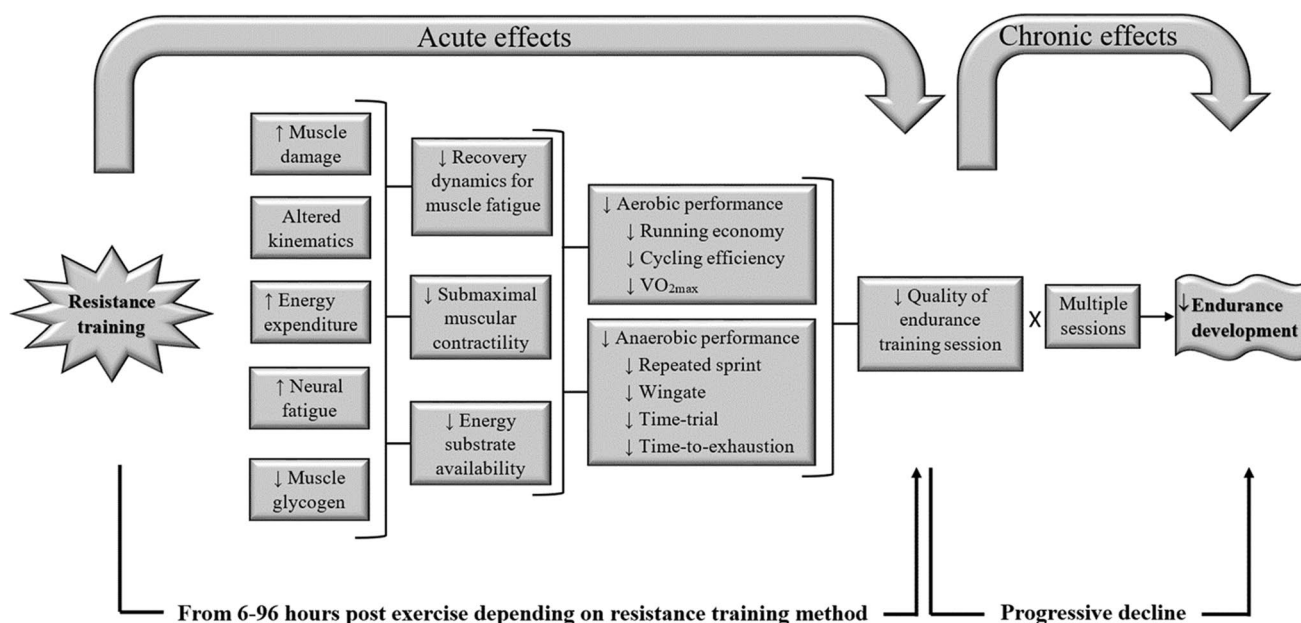 Acute effects
Chronic effects
Resistance
training
↑ Muscle
damage
Altered
kinematics
↑ Energy
expenditure
↑ Neural
fatigue
↓ Muscle
glycogen
↓ Recovery
dynamics for
muscle fatigue
↓ Submaximal
muscular
contractility
↓ Energy
substrate
availability
↓ Aerobic performance
↓ Running economy
↓ Cycling efficiency
↓ VO₂max
↓ Anaerobic performance
↓ Repeated sprint
↓ Wingate
↓ Time-trial
↓ Time-to-exhaustion
↓ Quality of
endurance
training session
X
Multiple
sessions
↓ Endurance
development
From 6-96 hours post exercise depending on resistance training method
Progressive decline